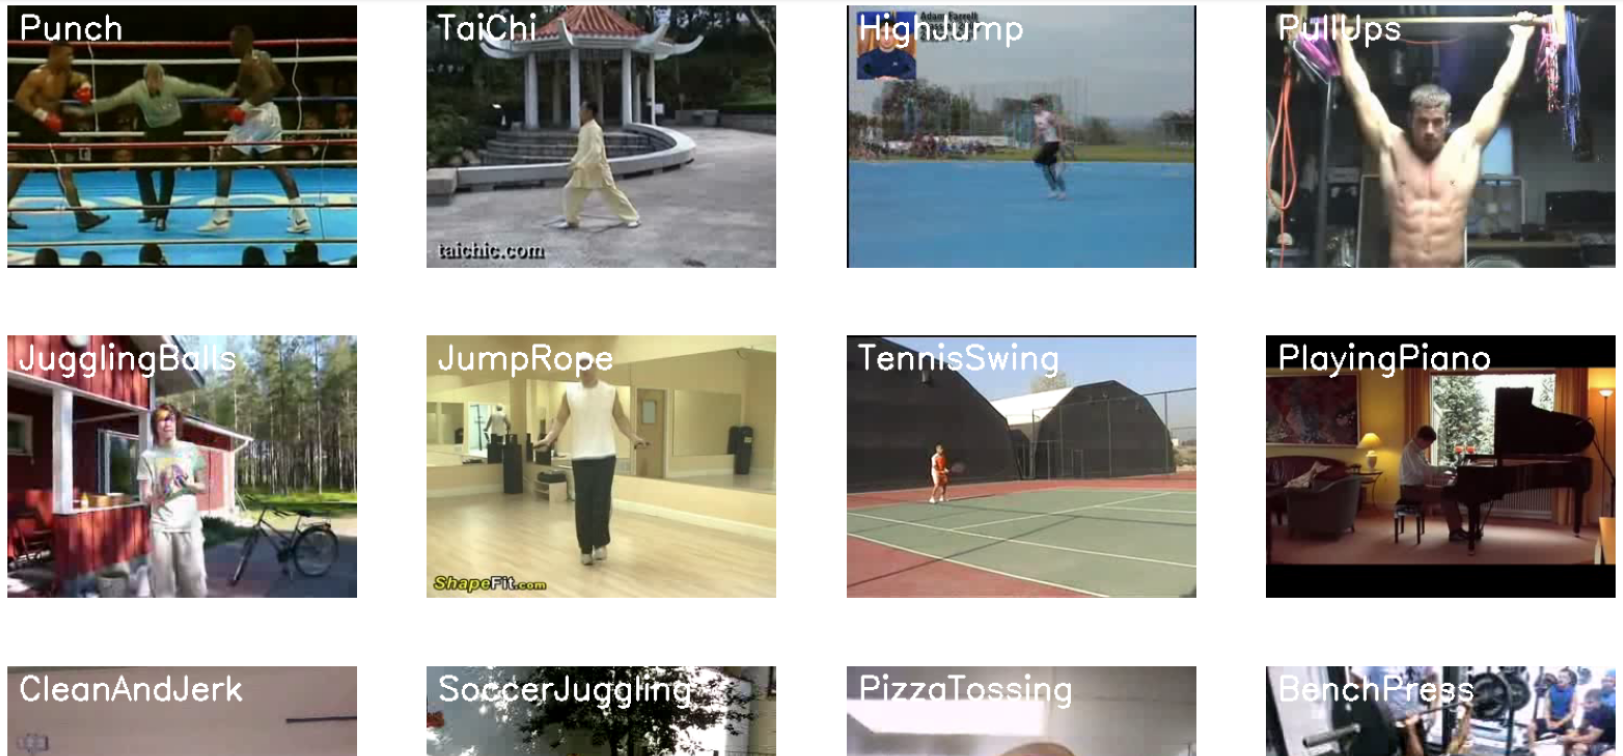 Punch
TaiChi
HighJump
PullUps
taichic.com
JugglingBalls
JumpRope
TennisSwing
PlayingPiano
ShapeFit.com
CleanAndJerk
SoccerJuggling
PizzaTossing
BenchPress